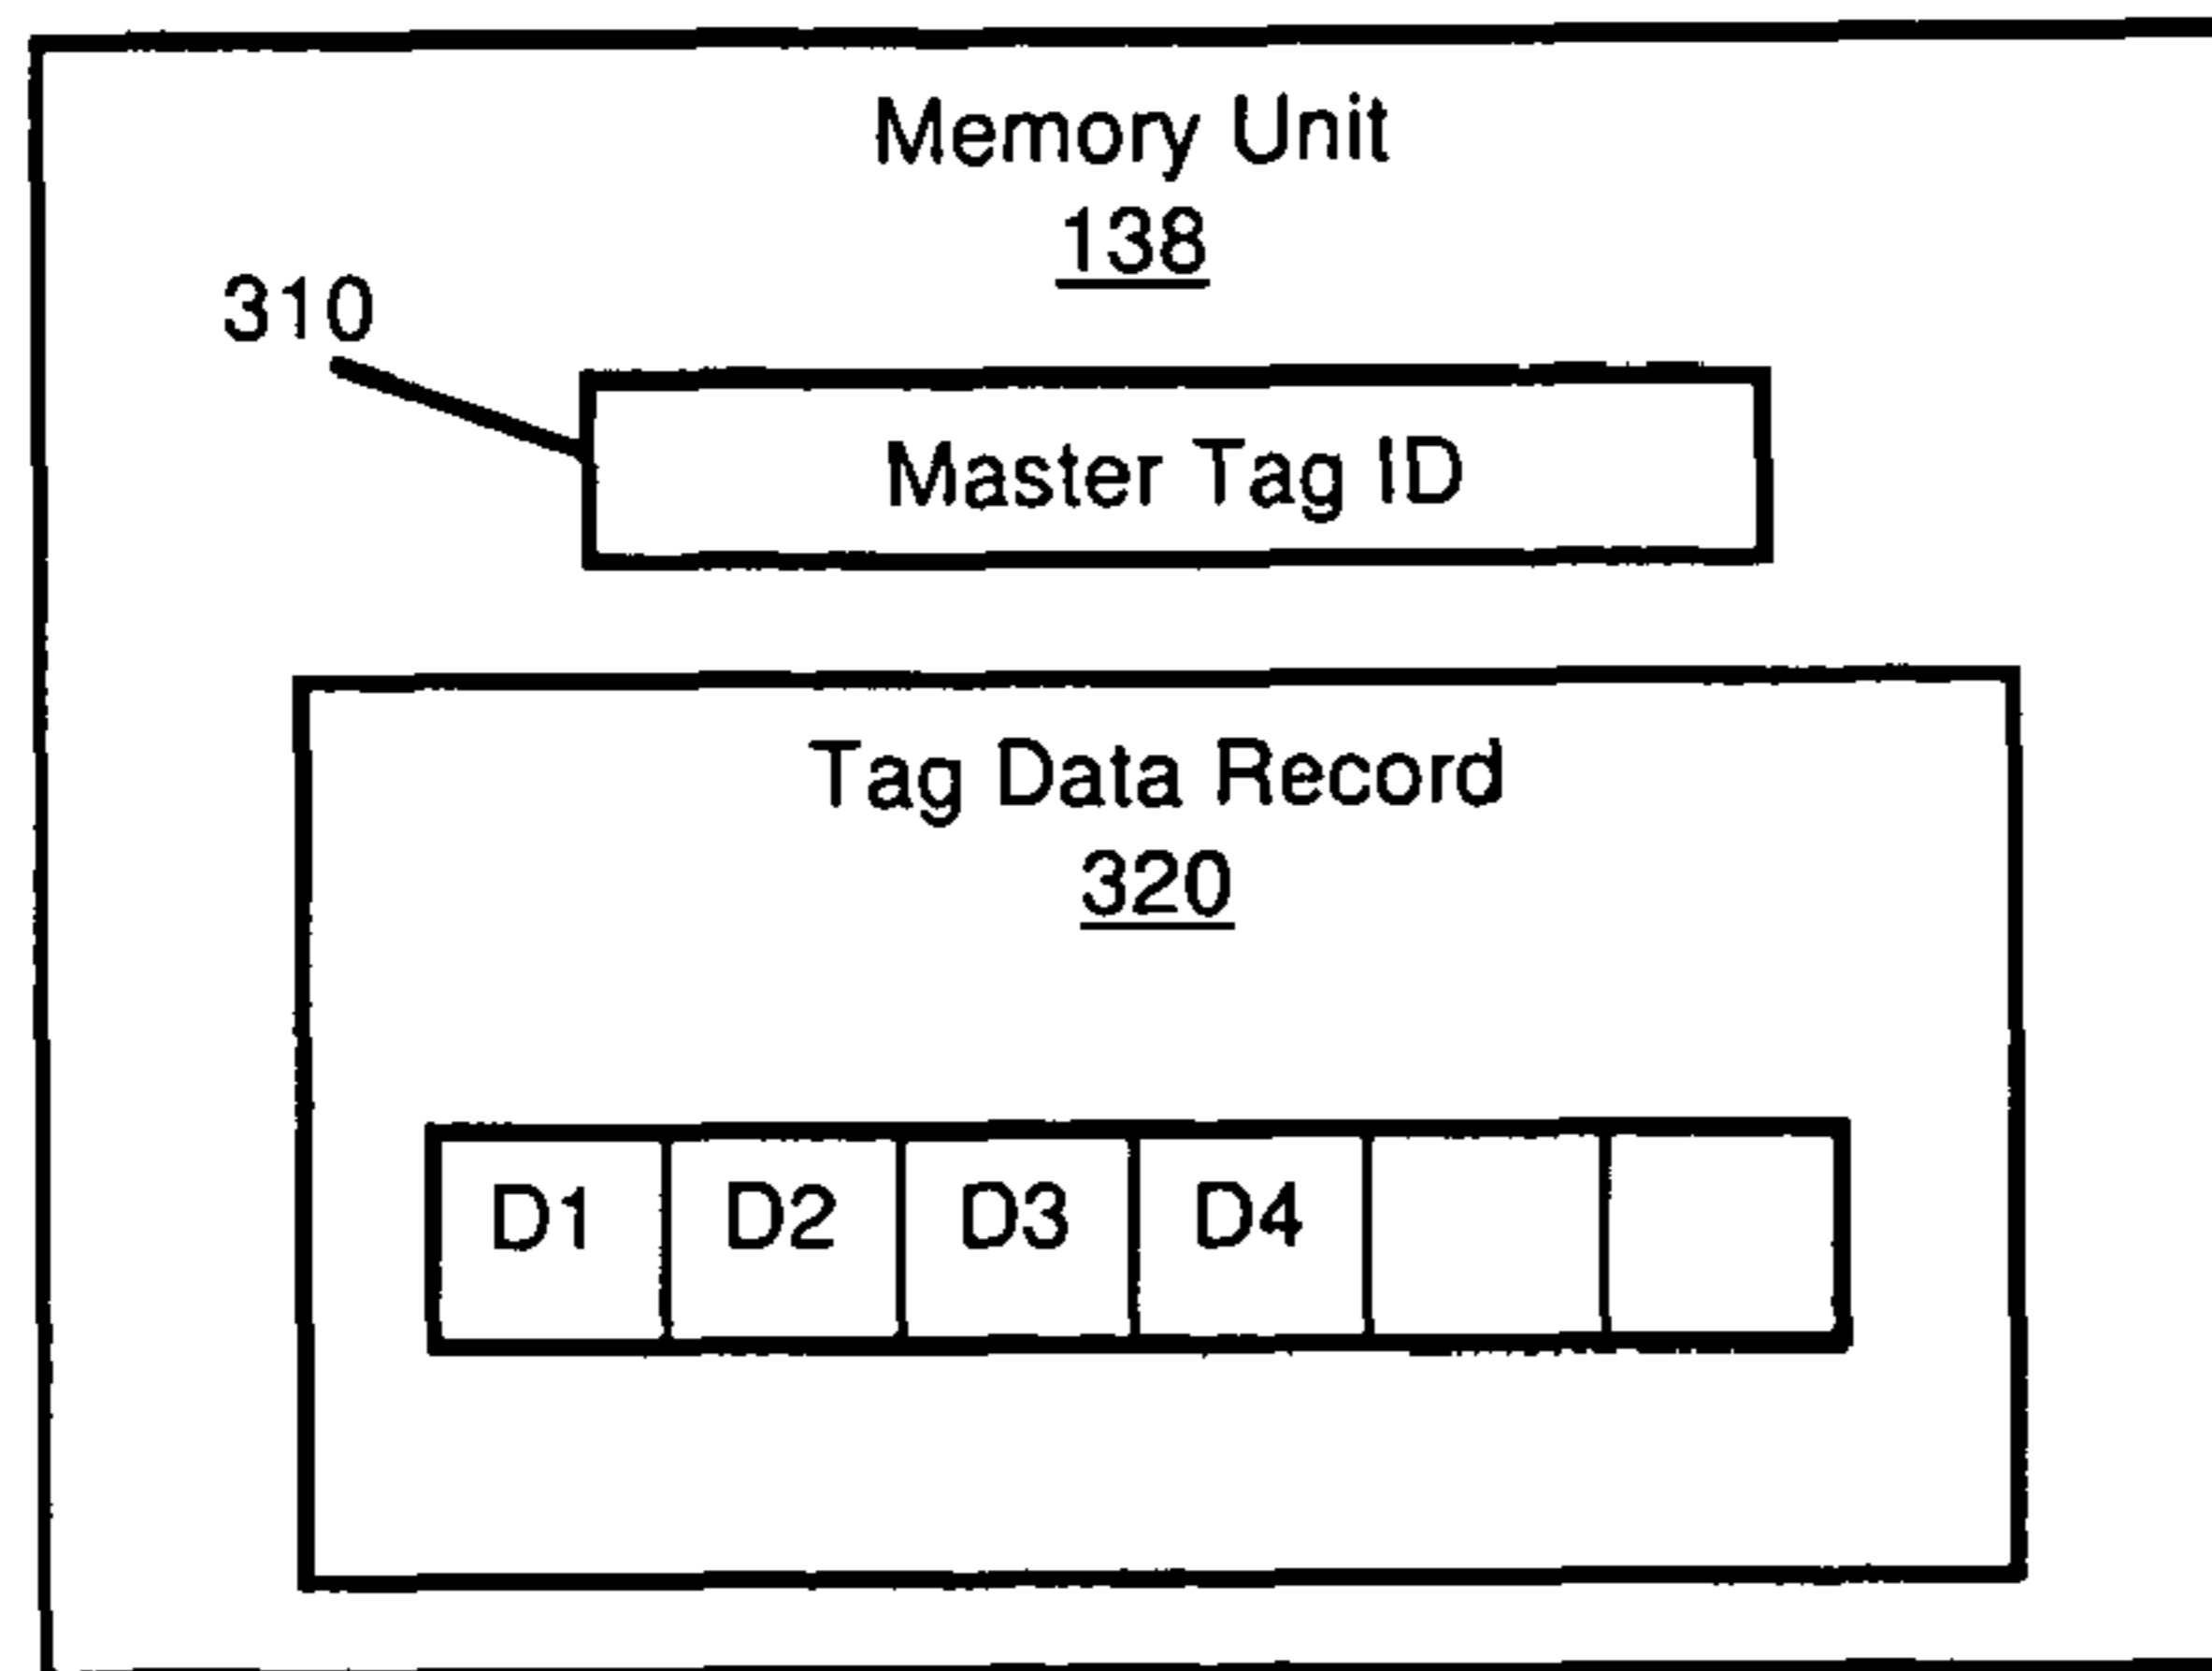 Memory Unit
138
310
Master Tag ID
Tag Data Record
320
D1 D2 D3 D4